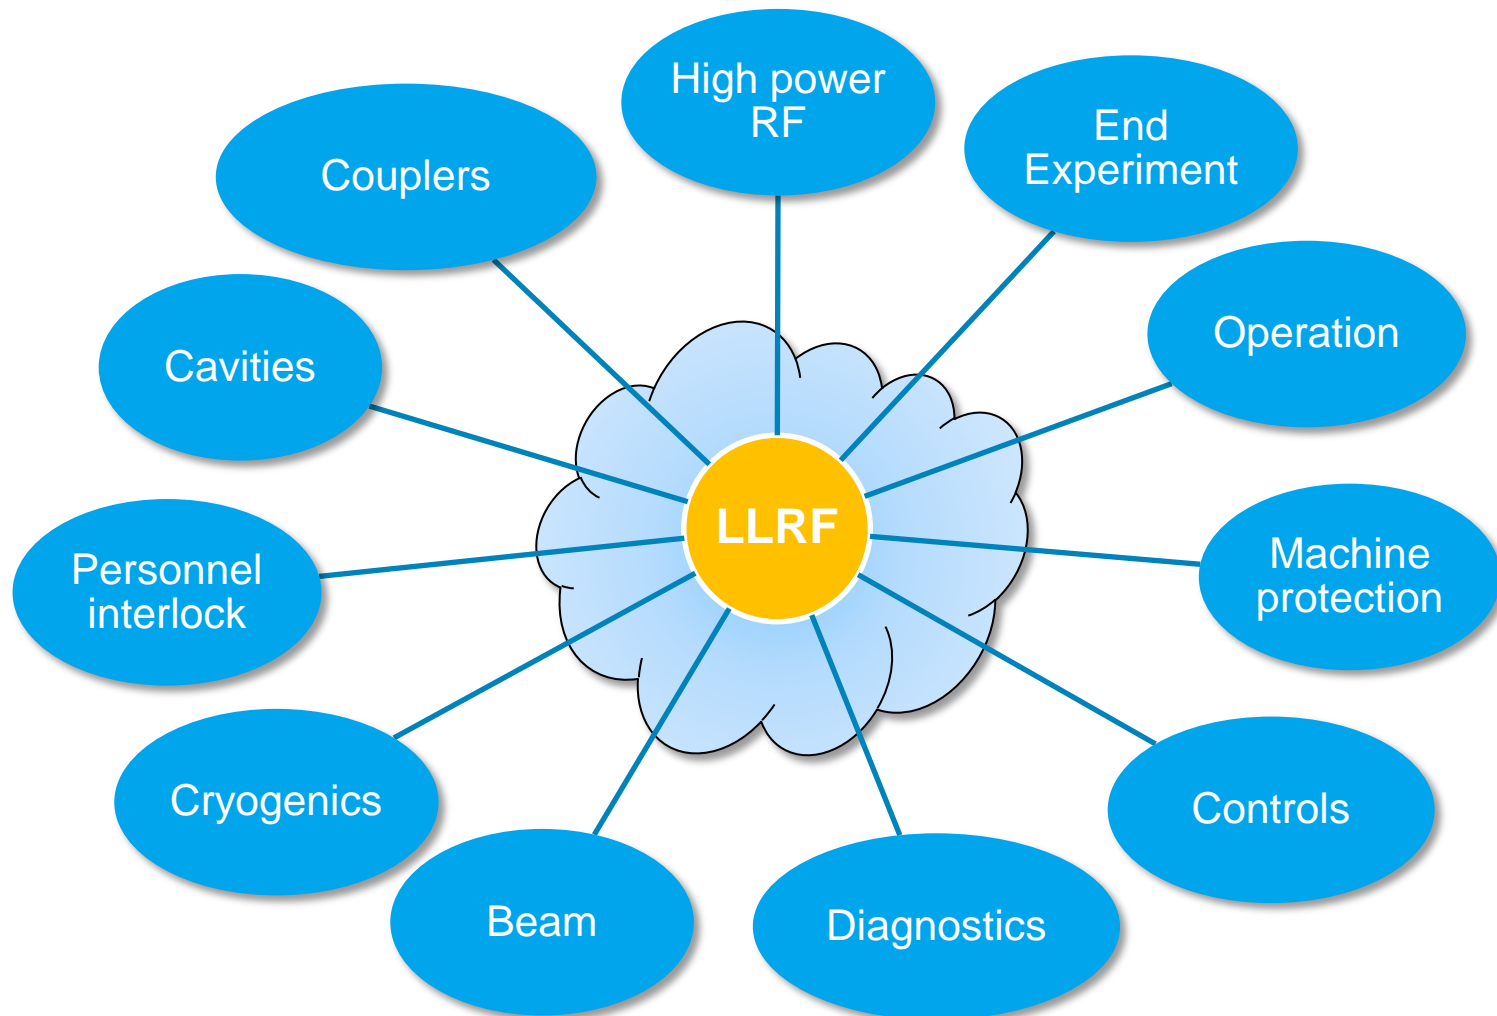 High power
RF
End
Experiment
Couplers
Operation
Cavities
LLRF
Machine
protection
Personnel
interlock
Cryogenics
Controls
Beam
Diagnostics